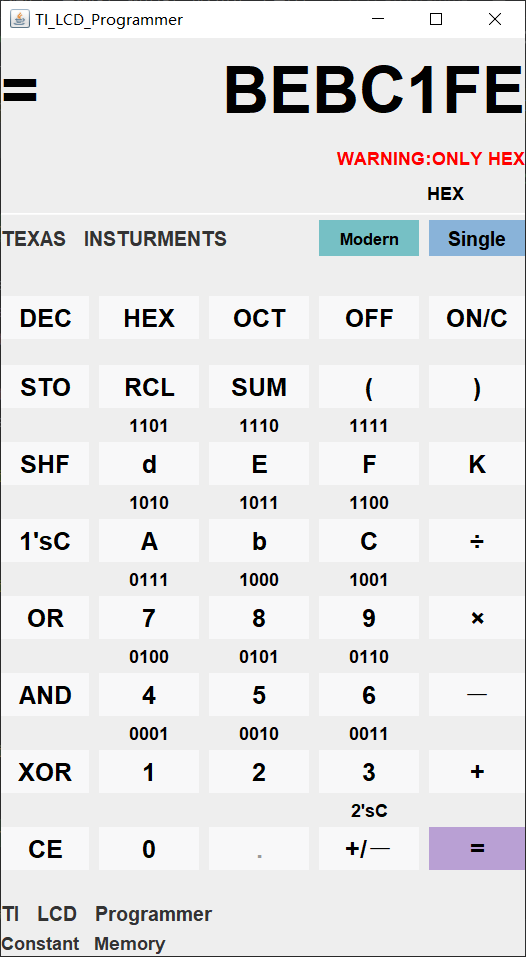 TI_LCD_Programmer
= BEBC1FE
WARNING:ONLY HEX
HEX
TEXAS INSTURMENTS Modern Single
DEC HEX OCT OFF ON/C
STO RCL SUM ( )
1101 1110 1111
SHF d E F K
1010 1011 1100
1'sC A b C ÷
0111 1000 1001
OR 7 8 9 ×
0100 0101 0110
AND 4 5 6 —
0001 0010 0011
XOR 1 2 3 +
2'sC
CE 0 . +/— =
TI LCD Programmer
Constant Memory